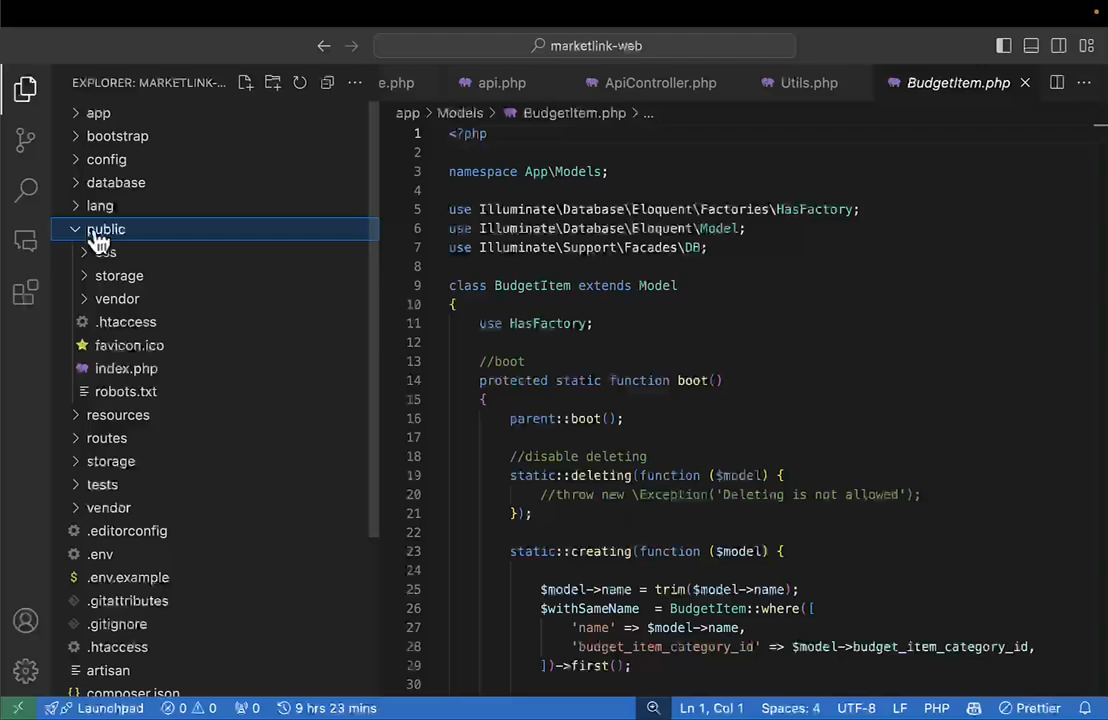 marketlink-web
EXPLORER: MARKETLINK-...
e.php
api.php
ApiController.php
Utils.php
BudgetItem.php
app > Models > BudgetItem.php > ...
app
bootstrap
config
database
lang
public
css
storage
vendor
.htaccess
favicon.ico
index.php
robots.txt
resources
routes
storage
tests
vendor
.editorconfig
.env
.env.example
.gitattributes
.gitignore
.htaccess
artisan
composer.json
1 <?php
2
3 namespace App\Models;
4
5 use Illuminate\Database\Eloquent\Factories\HasFactory;
6 use Illuminate\Database\Eloquent\Model;
7 use Illuminate\Support\Facades\DB;
8
9 class BudgetItem extends Model
10 {
11 use HasFactory;
12
13 //boot
14 protected static function boot()
15 {
16 parent::boot();
17
18 //disable deleting
19 static::deleting(function ($model) {
20 //throw new \Exception('Deleting is not allowed');
21 });
22
23 static::creating(function ($model) {
24
25 $model->name = trim($model->name);
26 $withSameName = BudgetItem::where([
27 'name' => $model->name,
28 'budget_item_category_id' => $model->budget_item_category_id,
29 ])->first();
30
Launchpad 0 0 0 9 hrs 23 mins Ln 1, Col 1 Spaces: 4 UTF-8 LF PHP Prettier